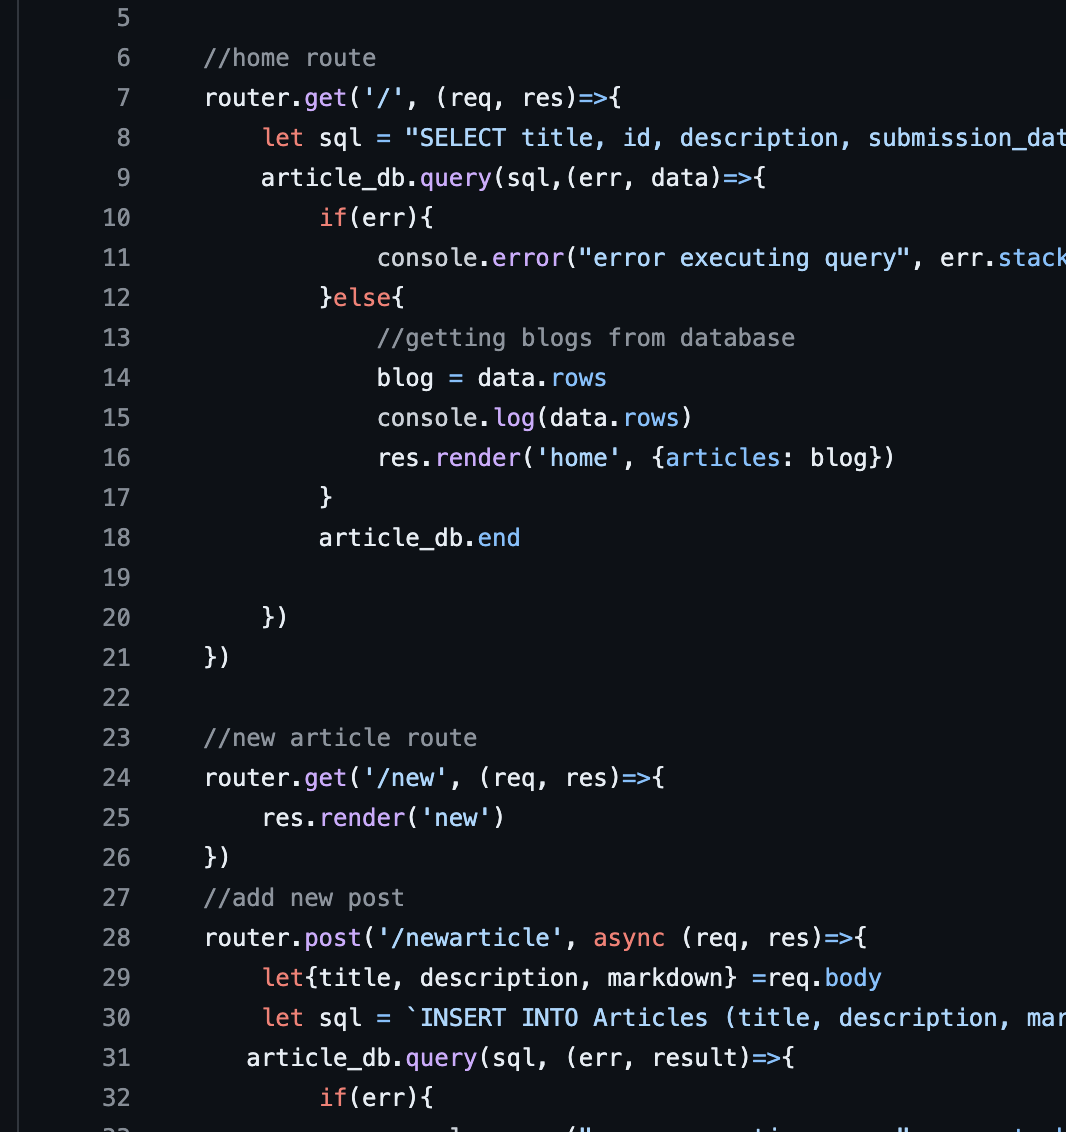 5
6 //home route
7 router.get('/', (req, res)=>{
8 let sql = "SELECT title, id, description,
9 article_db.query(sql,(err, data)=>{
10 if(err){
11 console.error("error executing query", err.stack
12 }else{
13 //getting blogs from database
14 blog = data.rows
15 console.log(data.rows)
16 res.render('home', {articles: blog})
17 }
18 article_db.end
19
20 })
21 })
22
23 //new article route
24 router.get('/new', (req, res)=>{
25 res.render('new')
26 })
27 //add new post
28 router.post('/newarticle', async (req, res)=>{
29 let{title, description, markdown} =req.body
30 let sql = `INSERT INTO Articles (title, description,
31 article_db.query(sql, (err, result)=>{
32 if(err){